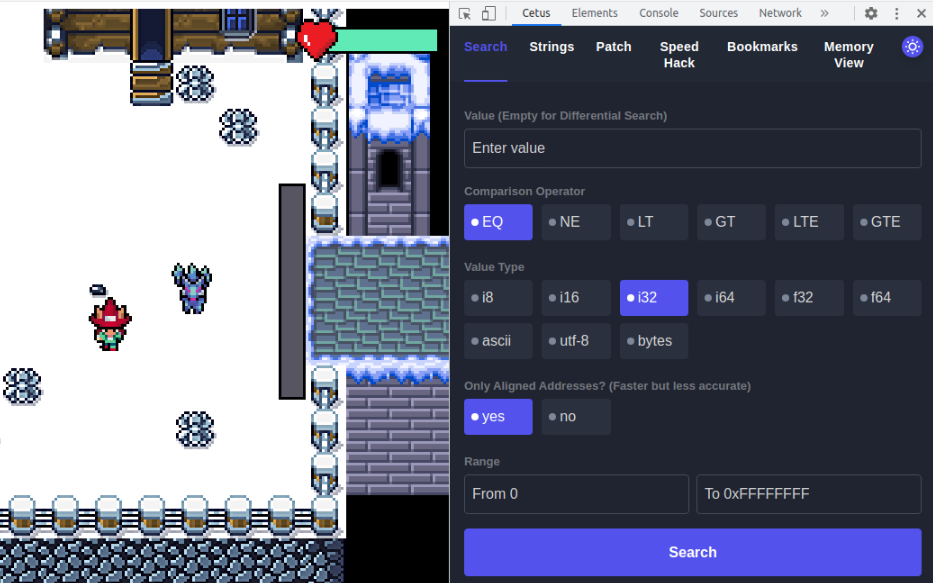 Cetus Elements Console Sources Network »
Search Strings Patch Speed Hack Bookmarks Memory View
Value (Empty for Differential Search)
Enter value
Comparison Operator
EQ NE LT GT LTE GTE
Value Type
i8 i16 i32 i64 f32 f64
ascii utf-8 bytes
Only Aligned Addresses? (Faster but less accurate)
yes no
Range
From 0 To 0xFFFFFFFF
Search